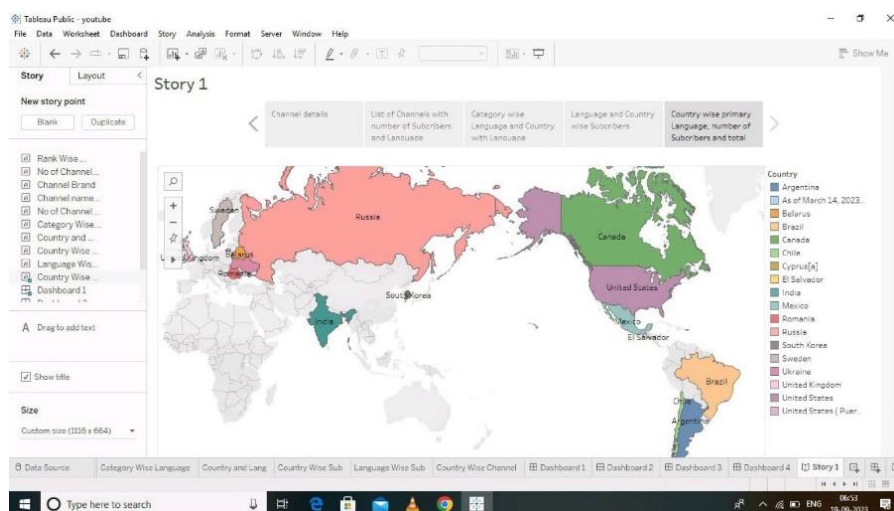 Tableau Public - youtube
File Data Worksheet Dashboard Story Analysis Format Server Window Help
Show Me
Story Layout
New story point
Blank Duplicate
Rank Wise ...
No of Channel...
Channel Brand
Channel name...
No of Channel...
Category Wise...
Country and ...
Country Wise ...
Language Wis...
Country Wise ...
Dashboard 1
A Drag to add text
Show title
Size
Custom size (1116 x 664)
Story 1
Channel details
List of Channels with
number of Subcribers
and Language
Category wise
Language and Country
with Language
Language and Country
wise Suporibers
Country wise primary
Language, number of
Suboribers and total
Sweden
Russia
Kingdom
Belarus
Romania
South Korea
India
Canada
United States
Mexico
El Salvador
Brazil
Chile
Argentina
Country
Argentina
As of March 14, 2023...
Belarus
Brazil
Canada
Chile
Cyprus[a]
El Salvador
India
Mexico
Romania
Russia
South Korea
Sweden
Ukraine
United Kingdom
United States
United States ( Puer...
Data Source Category Wise Language Country and Lang Country Wise Sub Language Wise Sub Country Wise Channel Dashboard 1 Dashboard 2 Dashboard 3 Dashboard 4 Story 1
Type here to search
ENG
06:53
19-09-2023